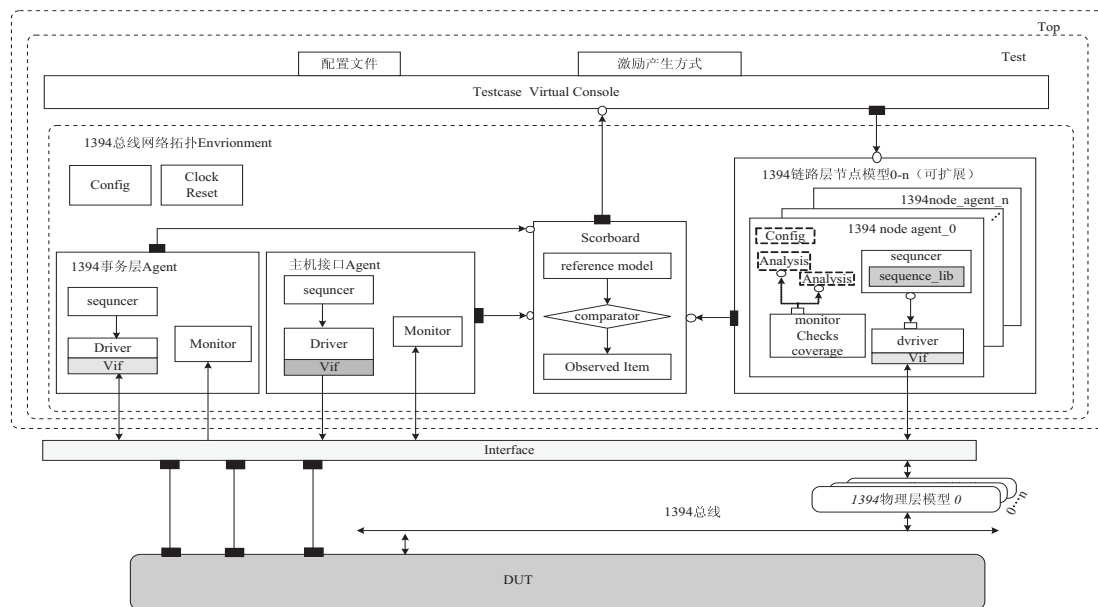 Top
Test
配置文件
激励产生方式
Testcase Virtual Console
1394总线网络拓扑Envrionment
Config
Clock
Reset
1394事务层Agent
sequncer
Driver
Vif
Monitor
主机接口Agent
sequncer
Driver
Vif
Monitor
Scorboard
reference model
comparator
Observed Item
1394链路层节点模型0-n（可扩展）
1394node_agent_n
1394 node agent_0
Config
Analysis
Analysis
monitor
Checks
coverage
sequncer
sequence_lib
dvriver
Vif
Interface
1394物理层模型 0
0···n
1394总线
DUT